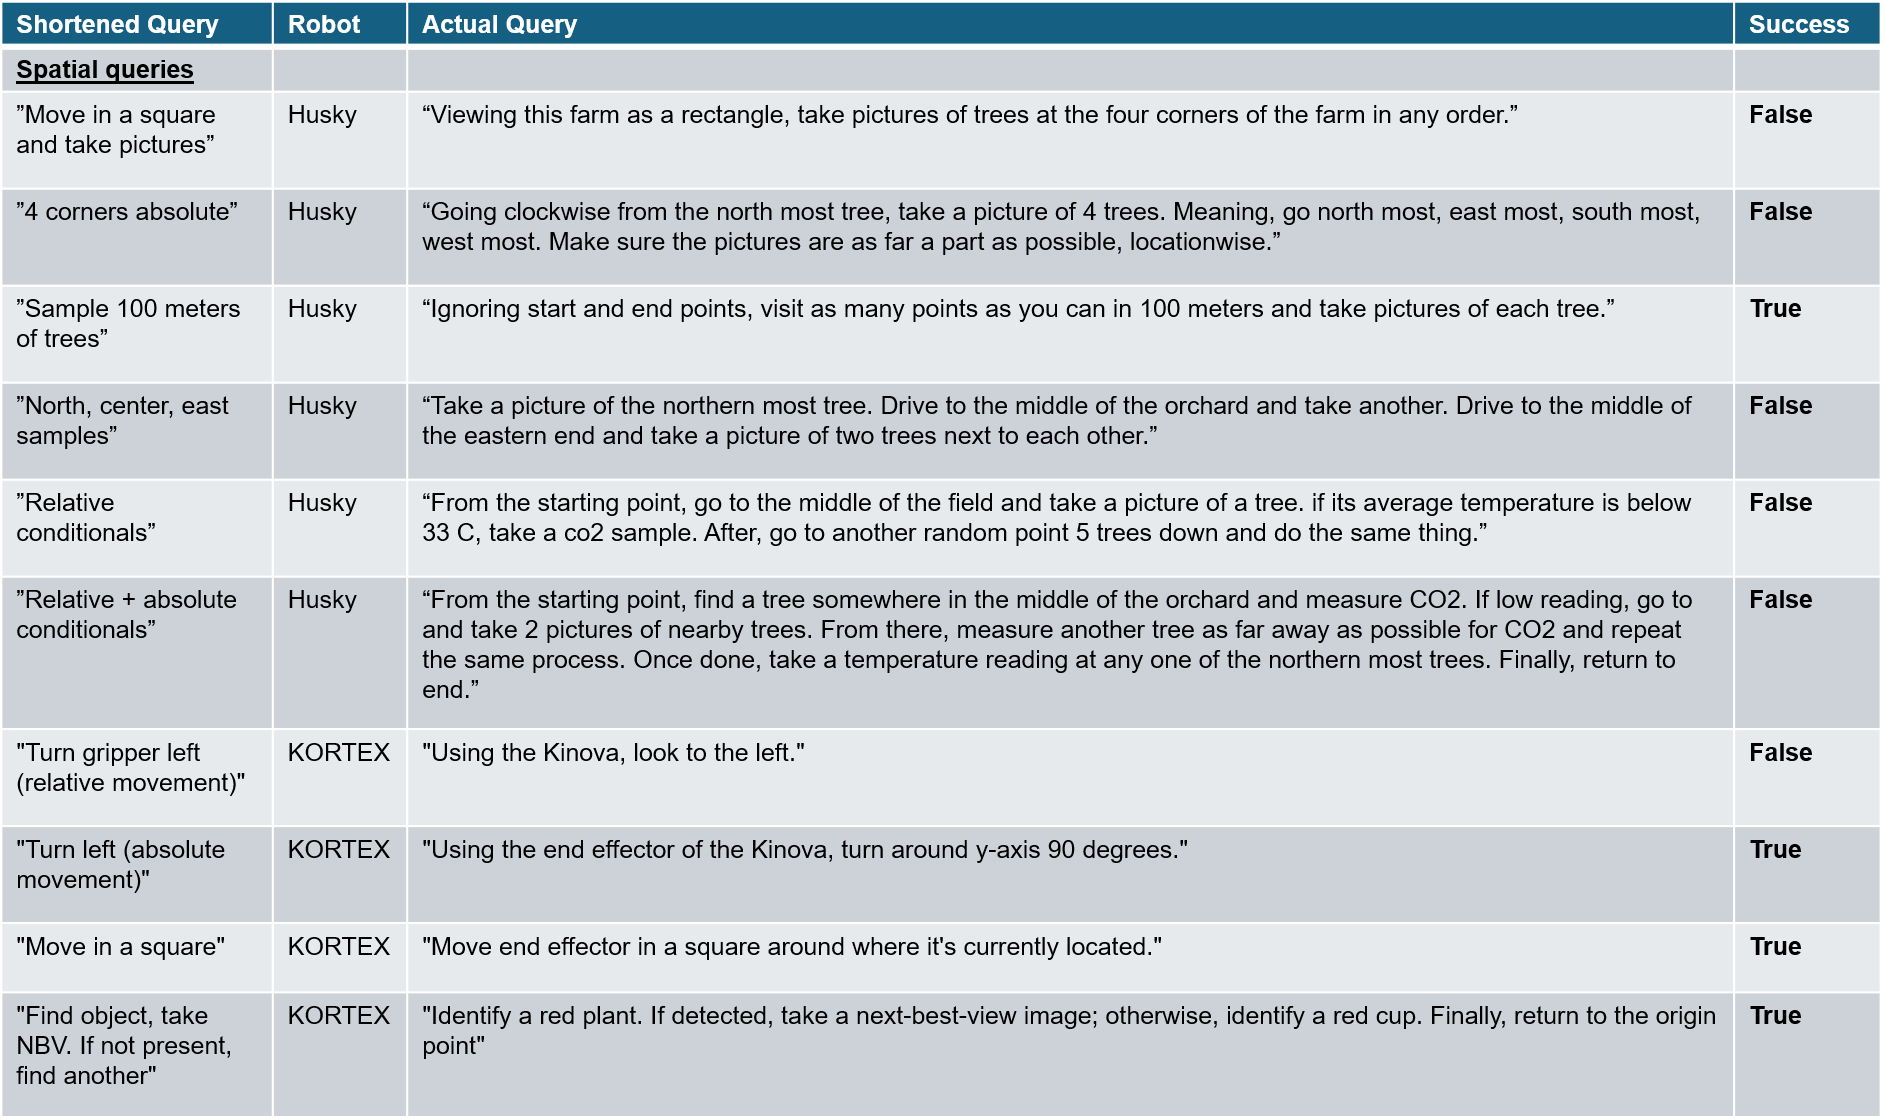 Shortened Query Robot Actual Query Success
Spatial queries
”Move in a square Husky “Viewing this farm as a rectangle, take pictures of trees at the four corners of the farm in any order.” False
and take pictures”
”4 corners absolute” Husky “Going clockwise from the north most tree, take a picture of 4 trees. Meaning, go north most, east most, south most, False
west most. Make sure the pictures are as far a part as possible, locationwise.”
”Sample 100 meters Husky “Ignoring start and end points, visit as many points as you can in 100 meters and take pictures of each tree.” True
of trees”
”North, center, east Husky “Take a picture of the northern most tree. Drive to the middle of the orchard and take another. Drive to the middle of False
samples” the eastern end and take a picture of two trees next to each other.”
”Relative Husky “From the starting point, go to the middle of the field and take a picture of a tree. if its average temperature is below False
conditionals” 33 C, take a co2 sample. After, go to another random point 5 trees down and do the same thing.”
”Relative + absolute Husky “From the starting point, find a tree somewhere in the middle of the orchard and measure CO2. If low reading, go to False
conditionals” and take 2 pictures of nearby trees. From there, measure another tree as far away as possible for CO2 and repeat
the same process. Once done, take a temperature reading at any one of the northern most trees. Finally, return to
end.”
"Turn gripper left KORTEX "Using the Kinova, look to the left." False
(relative movement)"
"Turn left (absolute KORTEX "Using the end effector of the Kinova, turn around y-axis 90 degrees." True
movement)"
"Move in a square" KORTEX "Move end effector in a square around where it's currently located." True
"Find object, take KORTEX "Identify a red plant. If detected, take a next-best-view image; otherwise, identify a red cup. Finally, return to the origin True
NBV. If not present, point"
find another"